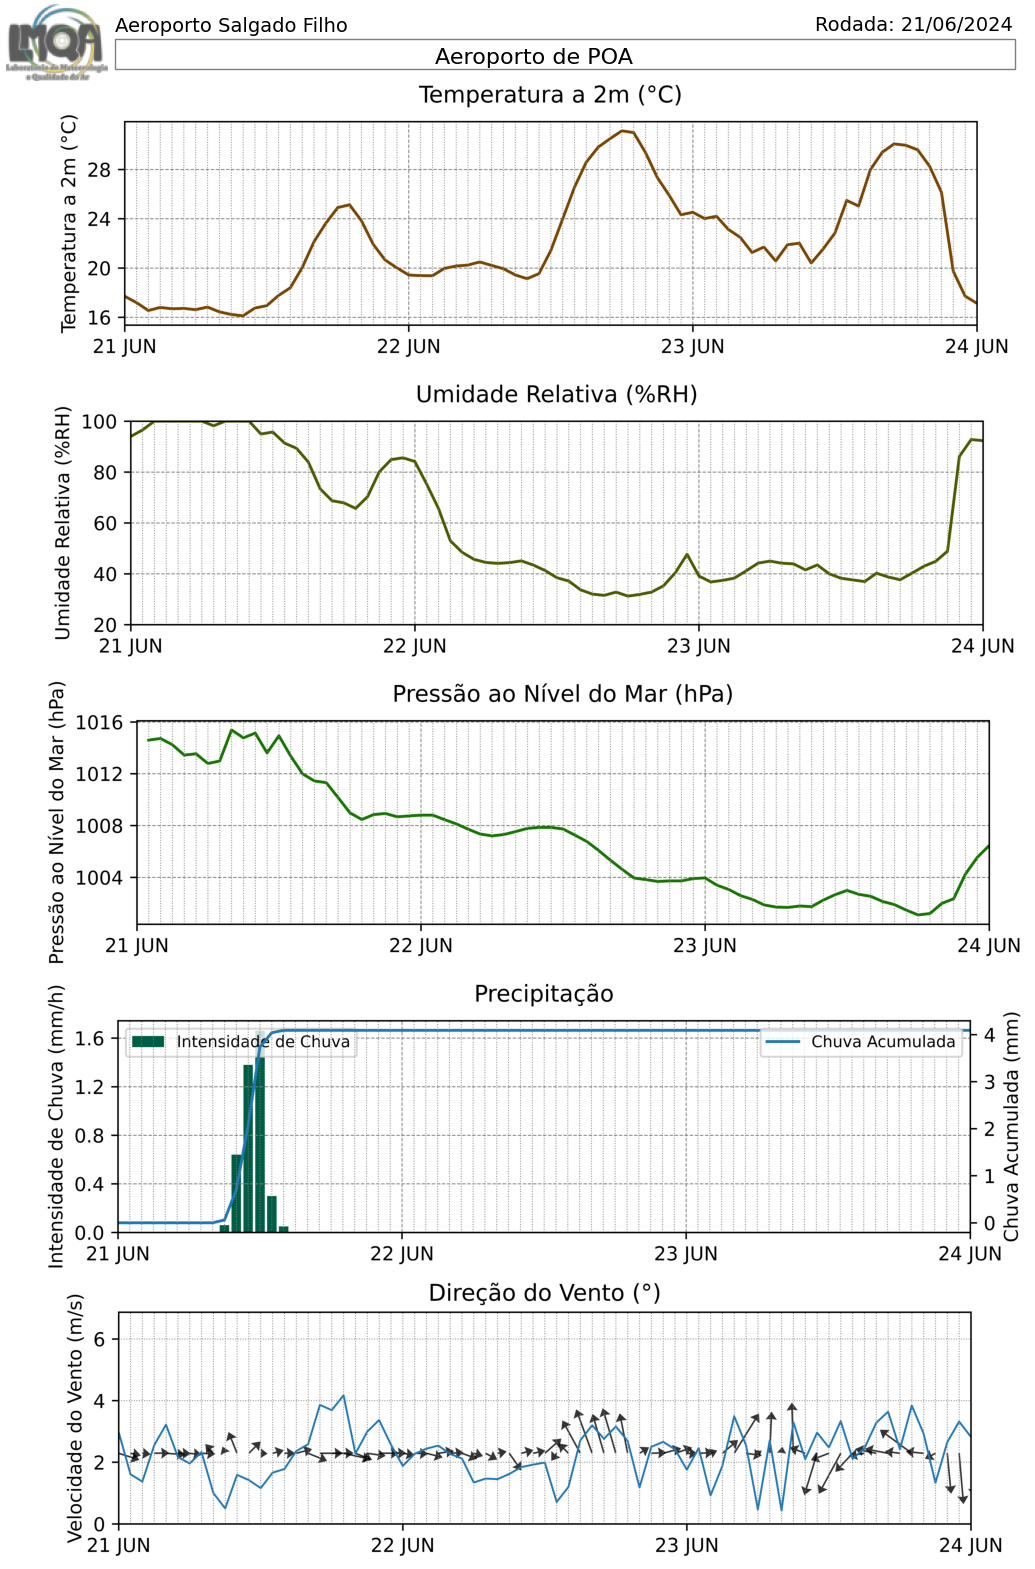 LMQA
Laboratório de Meteorologia
e Qualidade do Ar
Aeroporto Salgado Filho
Rodada: 21/06/2024
Aeroporto de POA
Temperatura a 2m (°C)
Temperatura a 2m (°C)
28
24
20
16
21 JUN
22 JUN
23 JUN
24 JUN
Umidade Relativa (%RH)
Umidade Relativa (%RH)
100
80
60
40
20
21 JUN
22 JUN
23 JUN
24 JUN
Pressão ao Nível do Mar (hPa)
Pressão ao Nível do Mar (hPa)
1016
1012
1008
1004
21 JUN
22 JUN
23 JUN
24 JUN
Precipitação
Intensidade de Chuva (mm/h)
1.6
1.2
0.8
0.4
0.0
Intensidade de Chuva
Chuva Acumulada
4
3
2
1
0
Chuva Acumulada (mm)
21 JUN
22 JUN
23 JUN
24 JUN
Direção do Vento (°)
Velocidade do Vento (m/s)
6
4
2
0
21 JUN
22 JUN
23 JUN
24 JUN